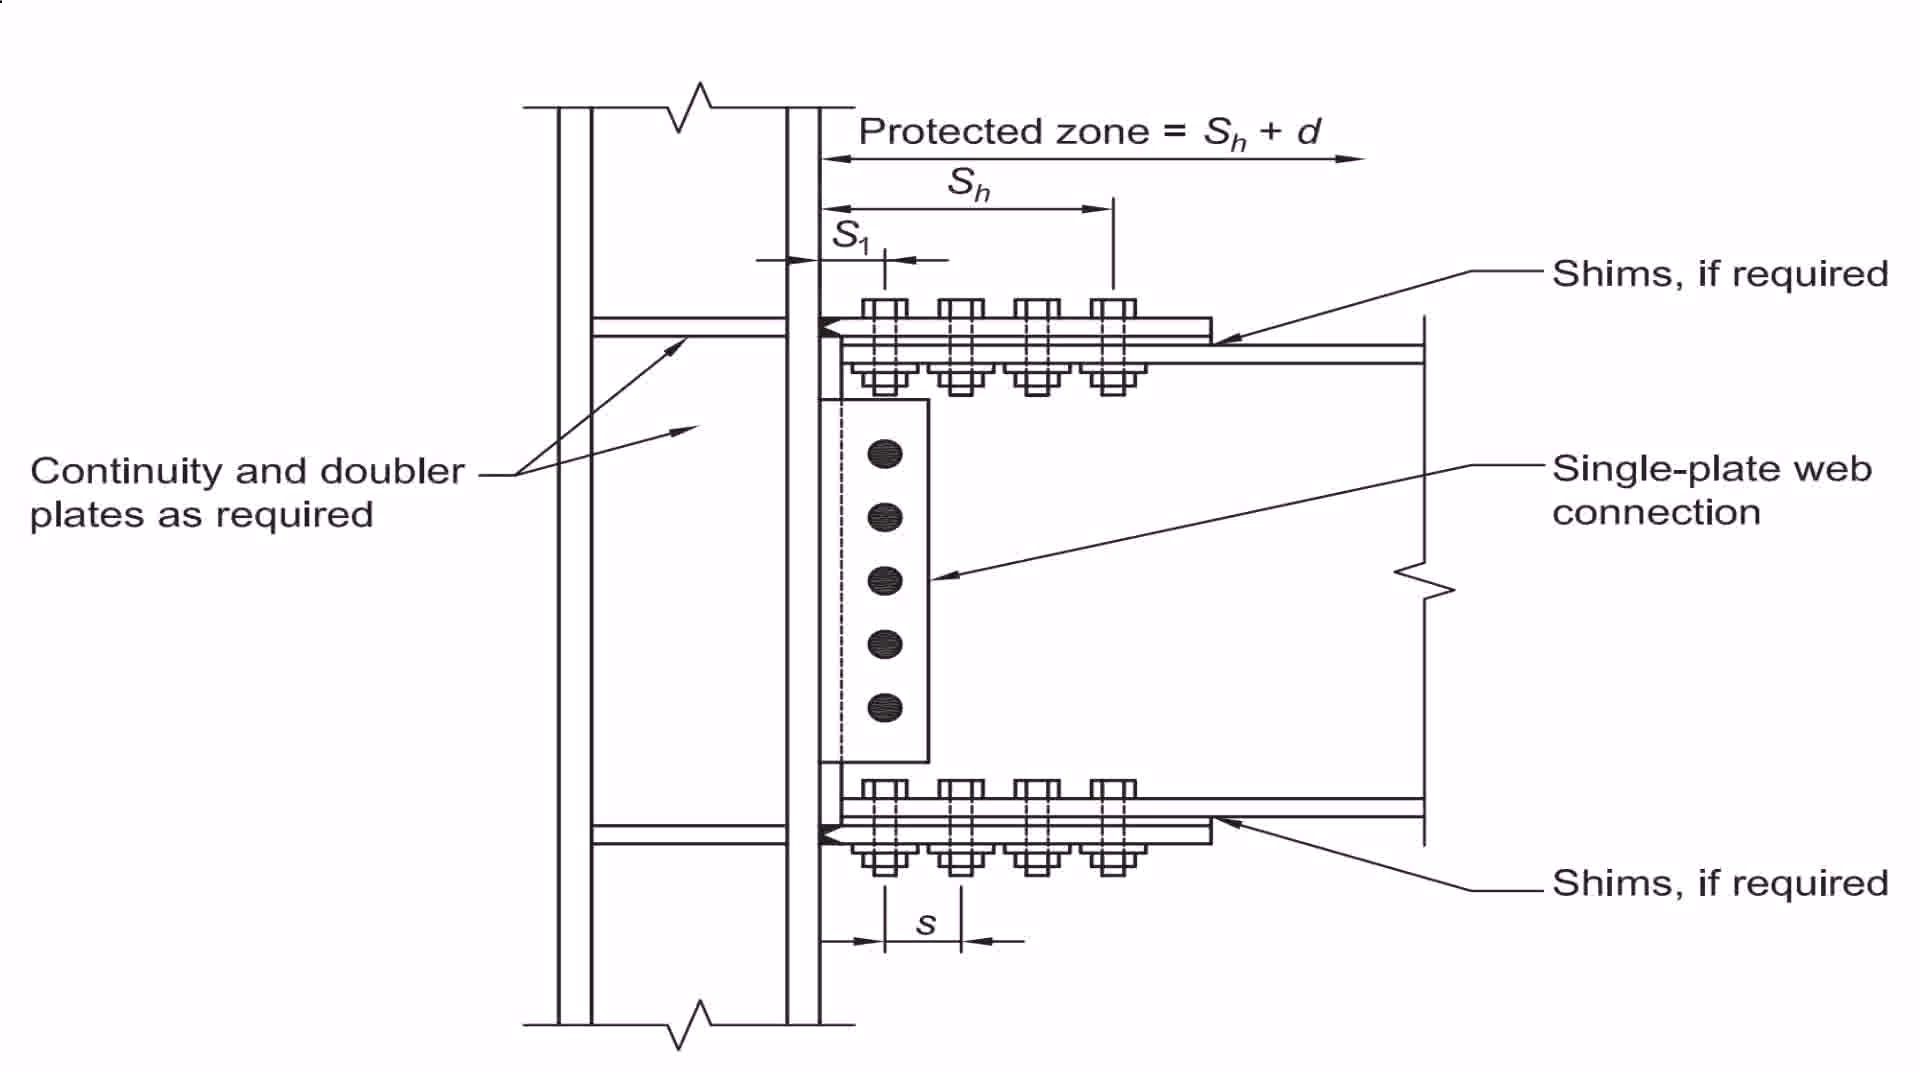 Protected zone = Sh + d
Sh
S1
Shims, if required
Continuity and doubler
plates as required
Single-plate web
connection
Shims, if required
s